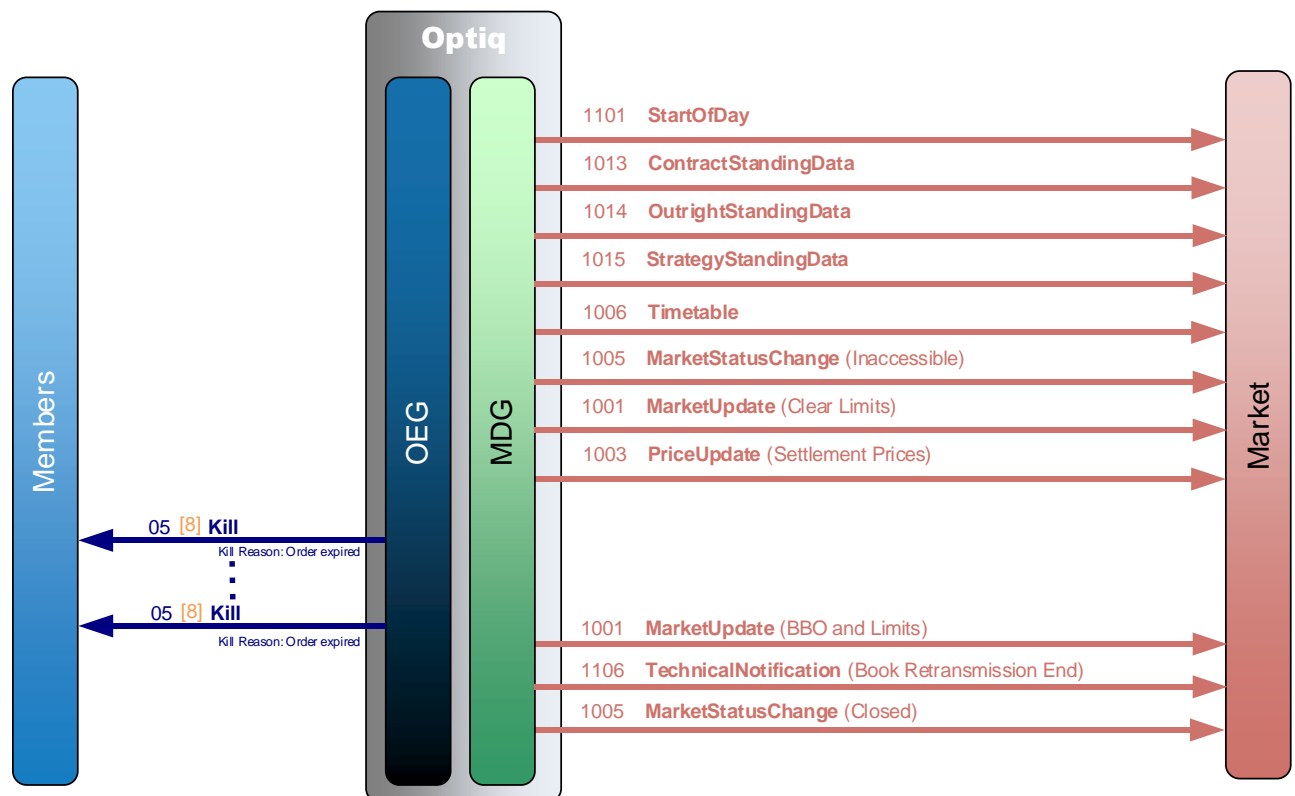 Optiq
Members
OEG
MDG
Market
1101 StartOfDay
1013 ContractStandingData
1014 OutrightStandingData
1015 StrategyStandingData
1006 Timetable
1005 MarketStatusChange (Inaccessible)
1001 MarketUpdate (Clear Limits)
1003 PriceUpdate (Settlement Prices)
05 [8] Kill
Kill Reason: Order expired
05 [8] Kill
Kill Reason: Order expired
1001 MarketUpdate (BBO and Limits)
1106 TechnicalNotification (Book Retransmission End)
1005 MarketStatusChange (Closed)